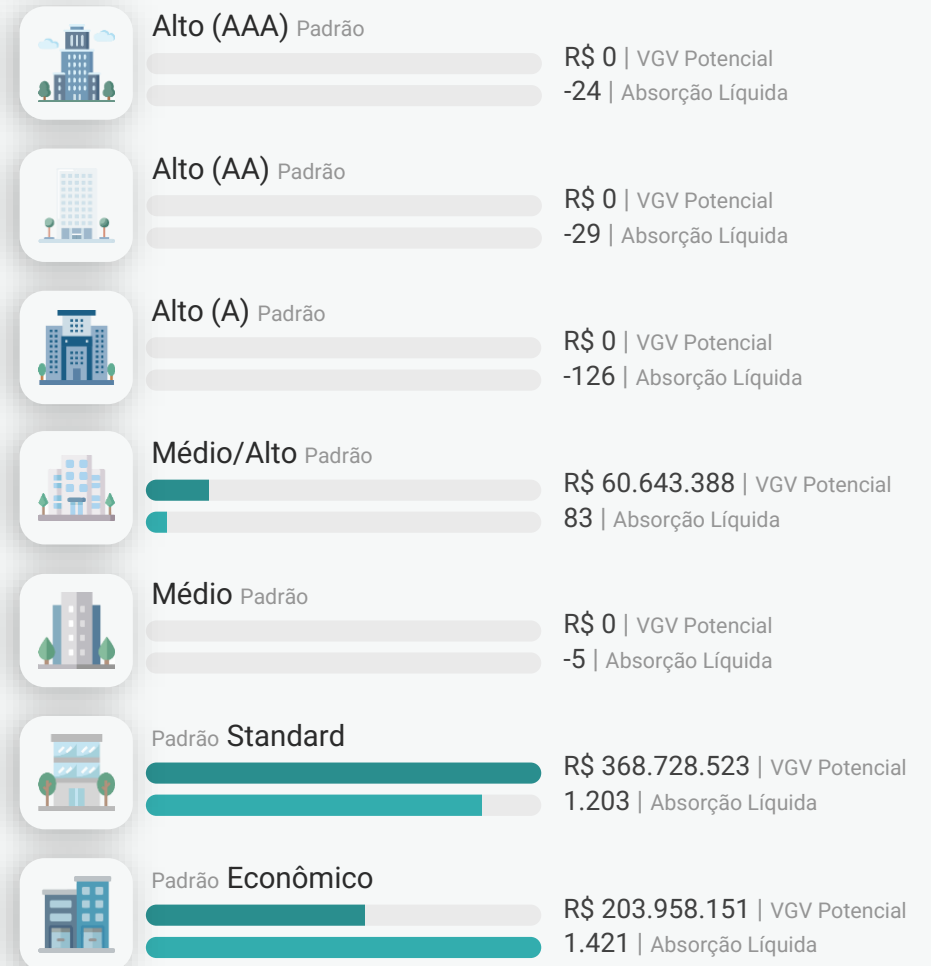 Alto (AAA) Padrão
R$ 0 | VGV Potencial
-24 | Absorção Líquida
Alto (AA) Padrão
R$ 0 | VGV Potencial
-29 | Absorção Líquida
Alto (A) Padrão
R$ 0 | VGV Potencial
-126 | Absorção Líquida
Médio/Alto Padrão
R$ 60.643.388 | VGV Potencial
83 | Absorção Líquida
Médio Padrão
R$ 0 | VGV Potencial
-5 | Absorção Líquida
Padrão Standard
R$ 368.728.523 | VGV Potencial
1.203 | Absorção Líquida
Padrão Econômico
R$ 203.958.151 | VGV Potencial
1.421 | Absorção Líquida